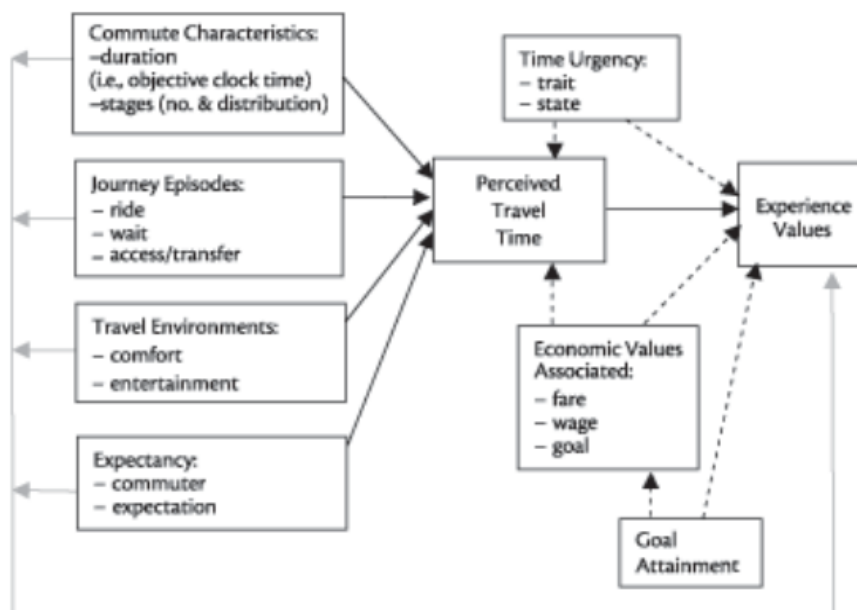 Commute Characteristics:
–duration
(i.e., objective clock time)
–stages (no. & distribution)
Journey Episodes:
– ride
– wait
– access/transfer
Travel Environments:
– comfort
– entertainment
Expectancy:
– commuter
– expectation
Time Urgency:
– trait
– state
Perceived
Travel
Time
Experience
Values
Economic Values
Associated:
– fare
– wage
– goal
Goal
Attainment